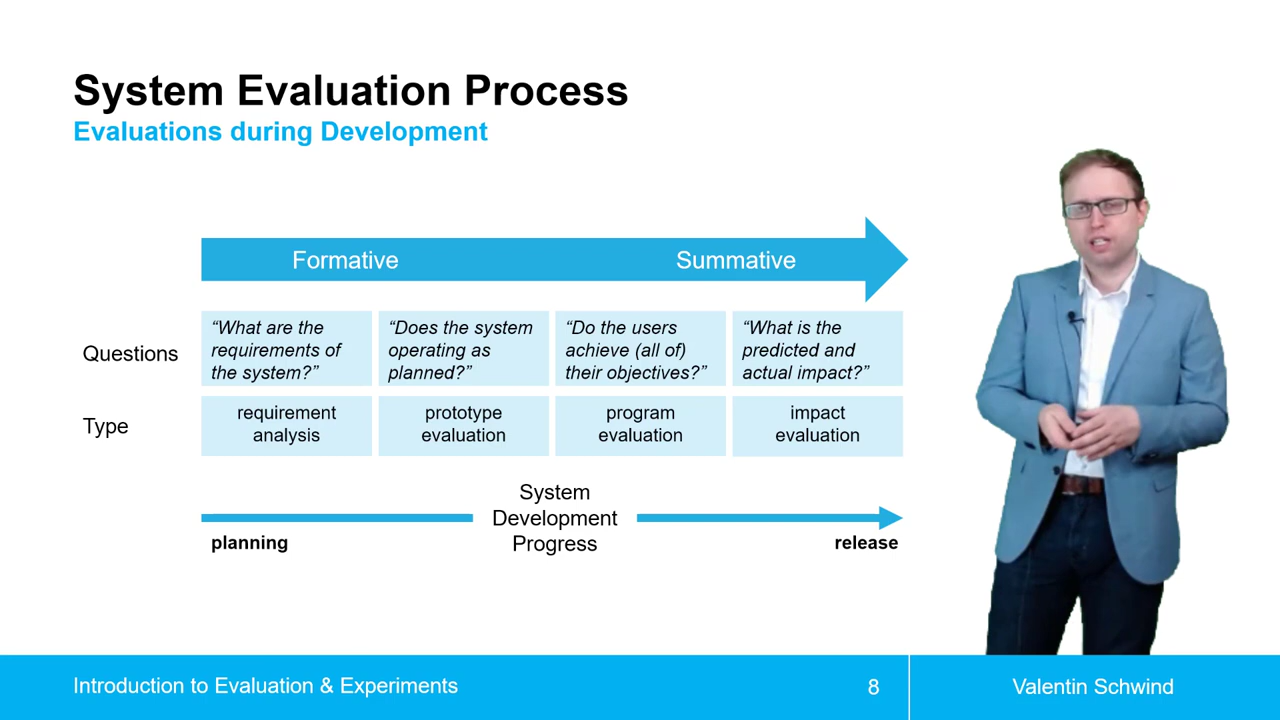 System Evaluation Process
Evaluations during Development
Formative
Summative
Questions
“What are the
requirements of
the system?”
“Does the system
operating as
planned?”
“Do the users
achieve (all of)
their objectives?”
“What is the
predicted and
actual impact?”
Type
requirement
analysis
prototype
evaluation
program
evaluation
impact
evaluation
System
Development
Progress
planning
release
Introduction to Evaluation & Experiments
8
Valentin Schwind